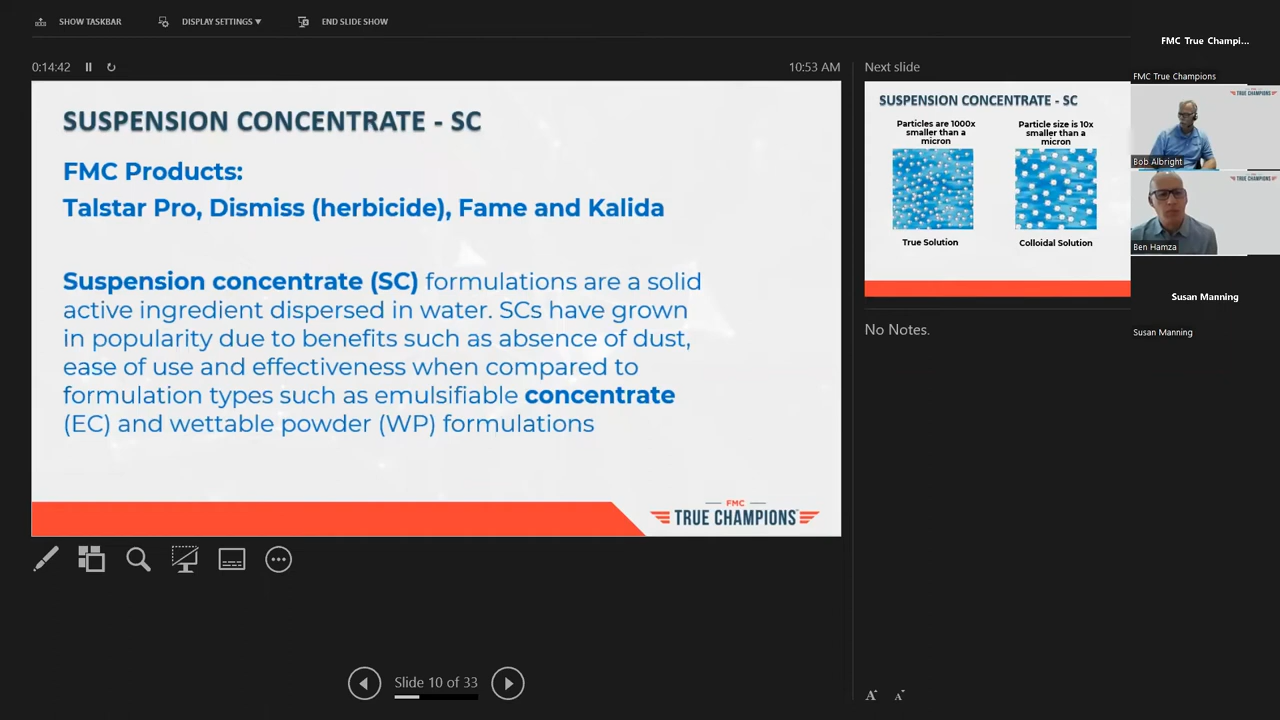 SHOW TASKBAR
DISPLAY SETTINGS ▼
END SLIDE SHOW
0:14:42
10:53 AM
SUSPENSION CONCENTRATE - SC
FMC Products:
Talstar Pro, Dismiss (herbicide), Fame and Kalida
Suspension concentrate (SC) formulations are a solid
active ingredient dispersed in water. SCs have grown
in popularity due to benefits such as absence of dust,
ease of use and effectiveness when compared to
formulation types such as emulsifiable concentrate
(EC) and wettable powder (WP) formulations
FMC
TRUE CHAMPIONS
Slide 10 of 33
Next slide
SUSPENSION CONCENTRATE - SC
Particles are 1000x
smaller than a
micron
Particle size is 10x
smaller than a
micron
True Solution
Colloidal Solution
No Notes.
A
A
FMC True Champi...
FMC True Champions
TRUE CHAMPIONS
Bob Albright
TRUE CHAMPIONS
Ben Hamza
Susan Manning
Susan Manning